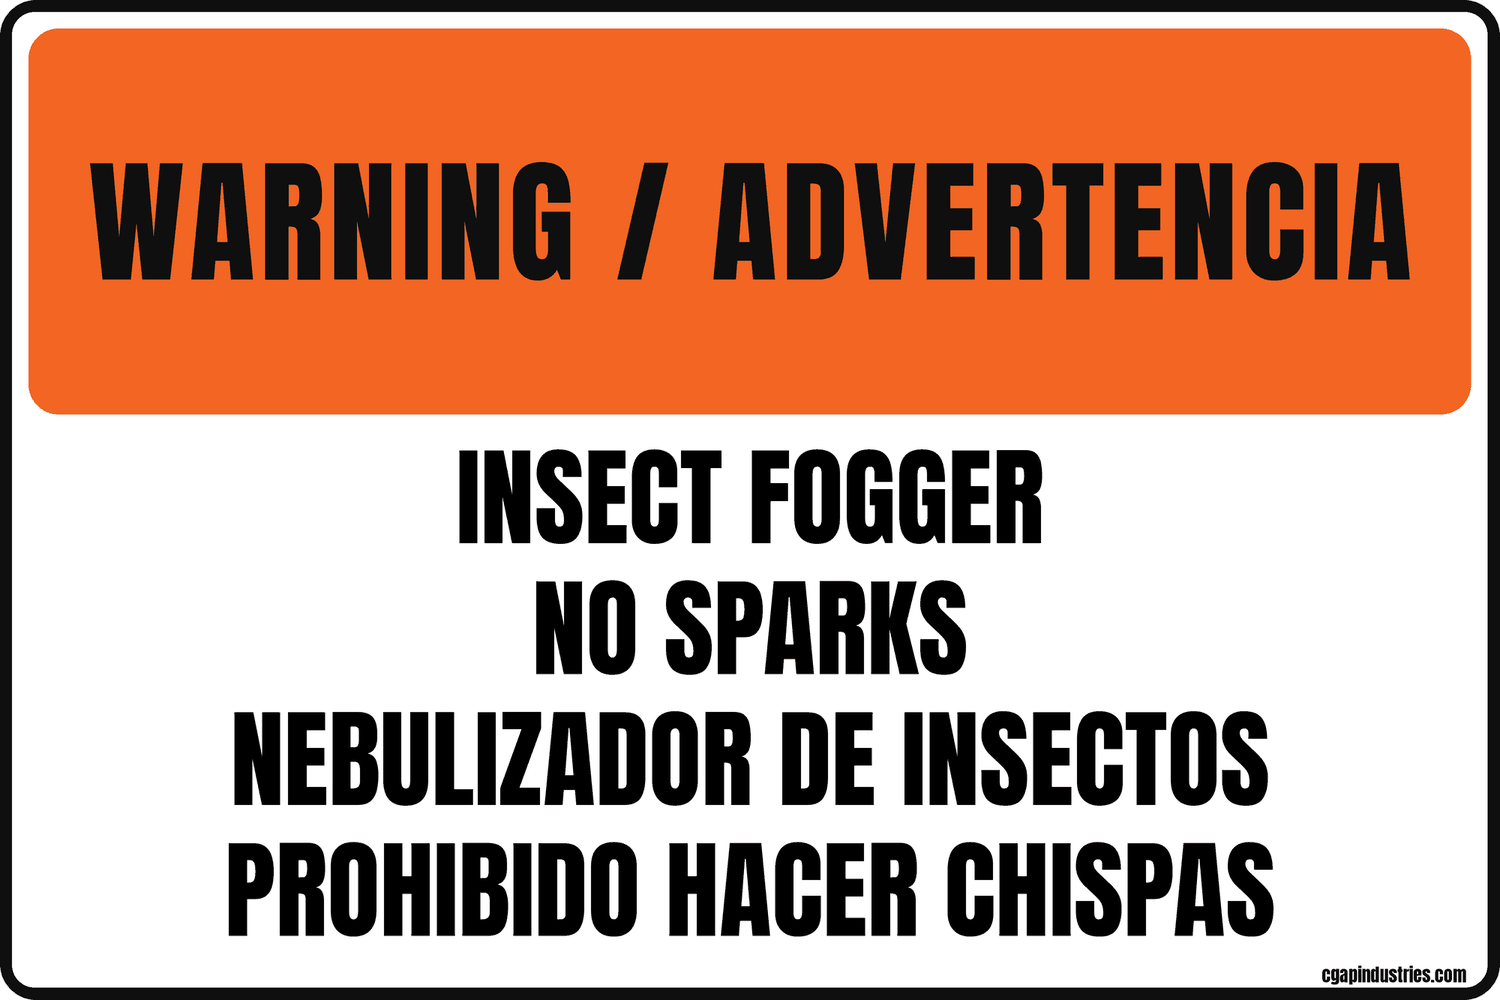 WARNING / ADVERTENCIA
INSECT FOGGER
NO SPARKS
NEBULIZADOR DE INSECTOS
PROHIBIDO HACER CHISPAS
cgapindustries.com